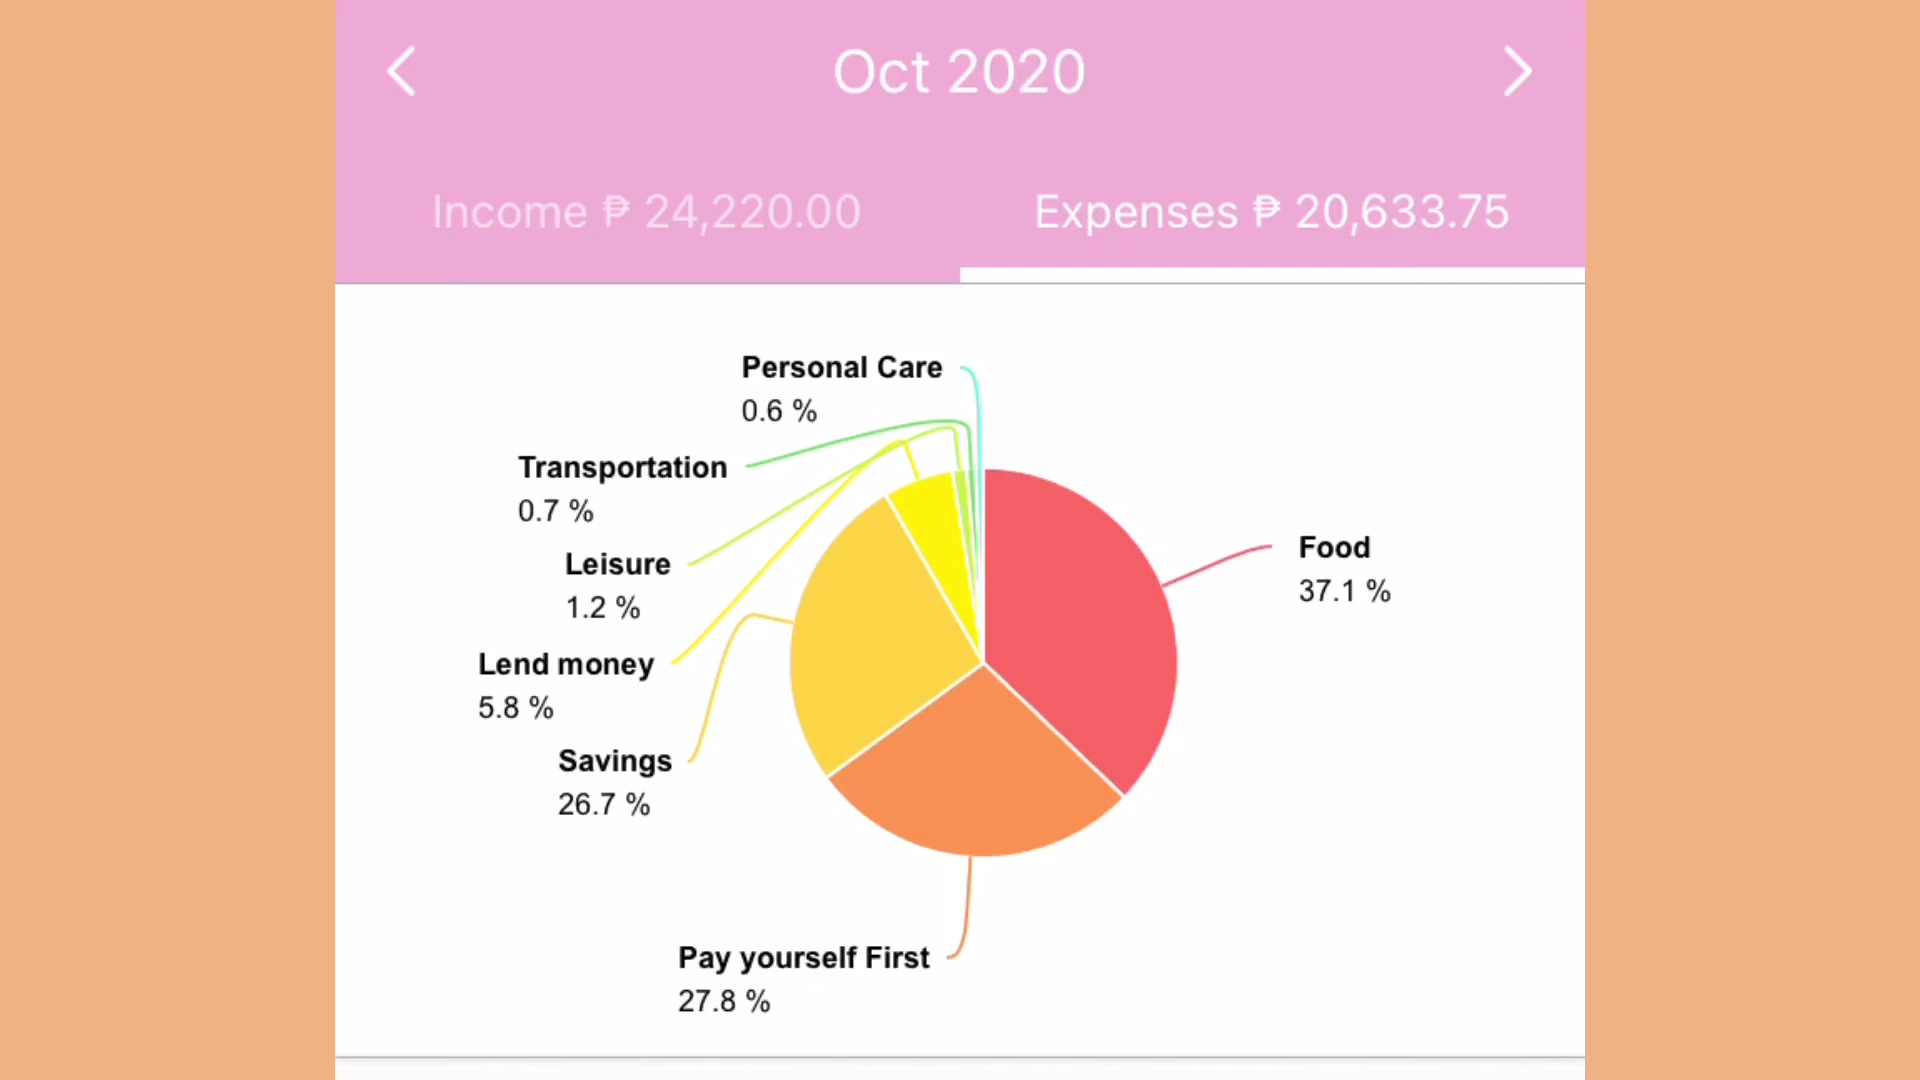 Oct 2020
Income ₱ 24,220.00
Expenses ₱ 20,633.75
Personal Care
0.6 %
Transportation
0.7 %
Leisure
1.2 %
Lend money
5.8 %
Savings
26.7 %
Pay yourself First
27.8 %
Food
37.1 %